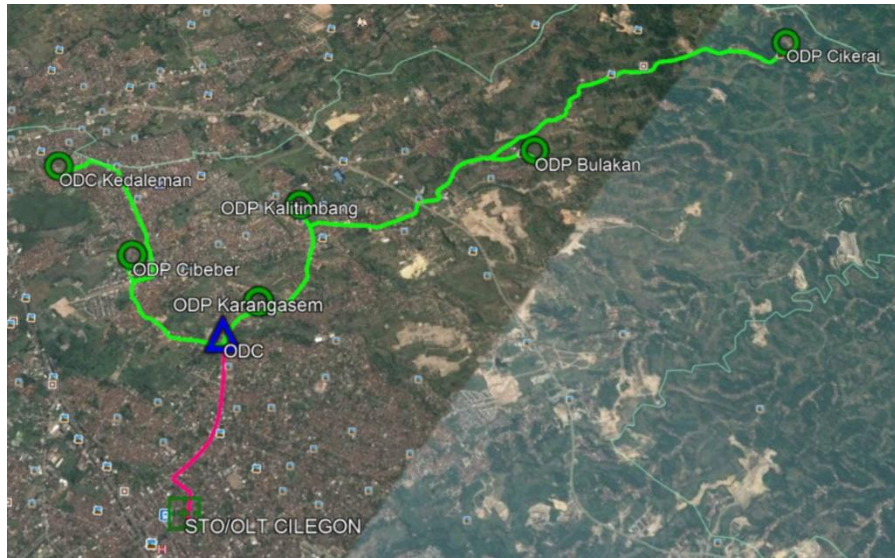 ODP Cikerai
ODP Bulakan
ODC Kedaleman
ODP Kalitimbang
ODP Cibeber
ODP Karangasem
ODC
STO/OLT CILEGON
H